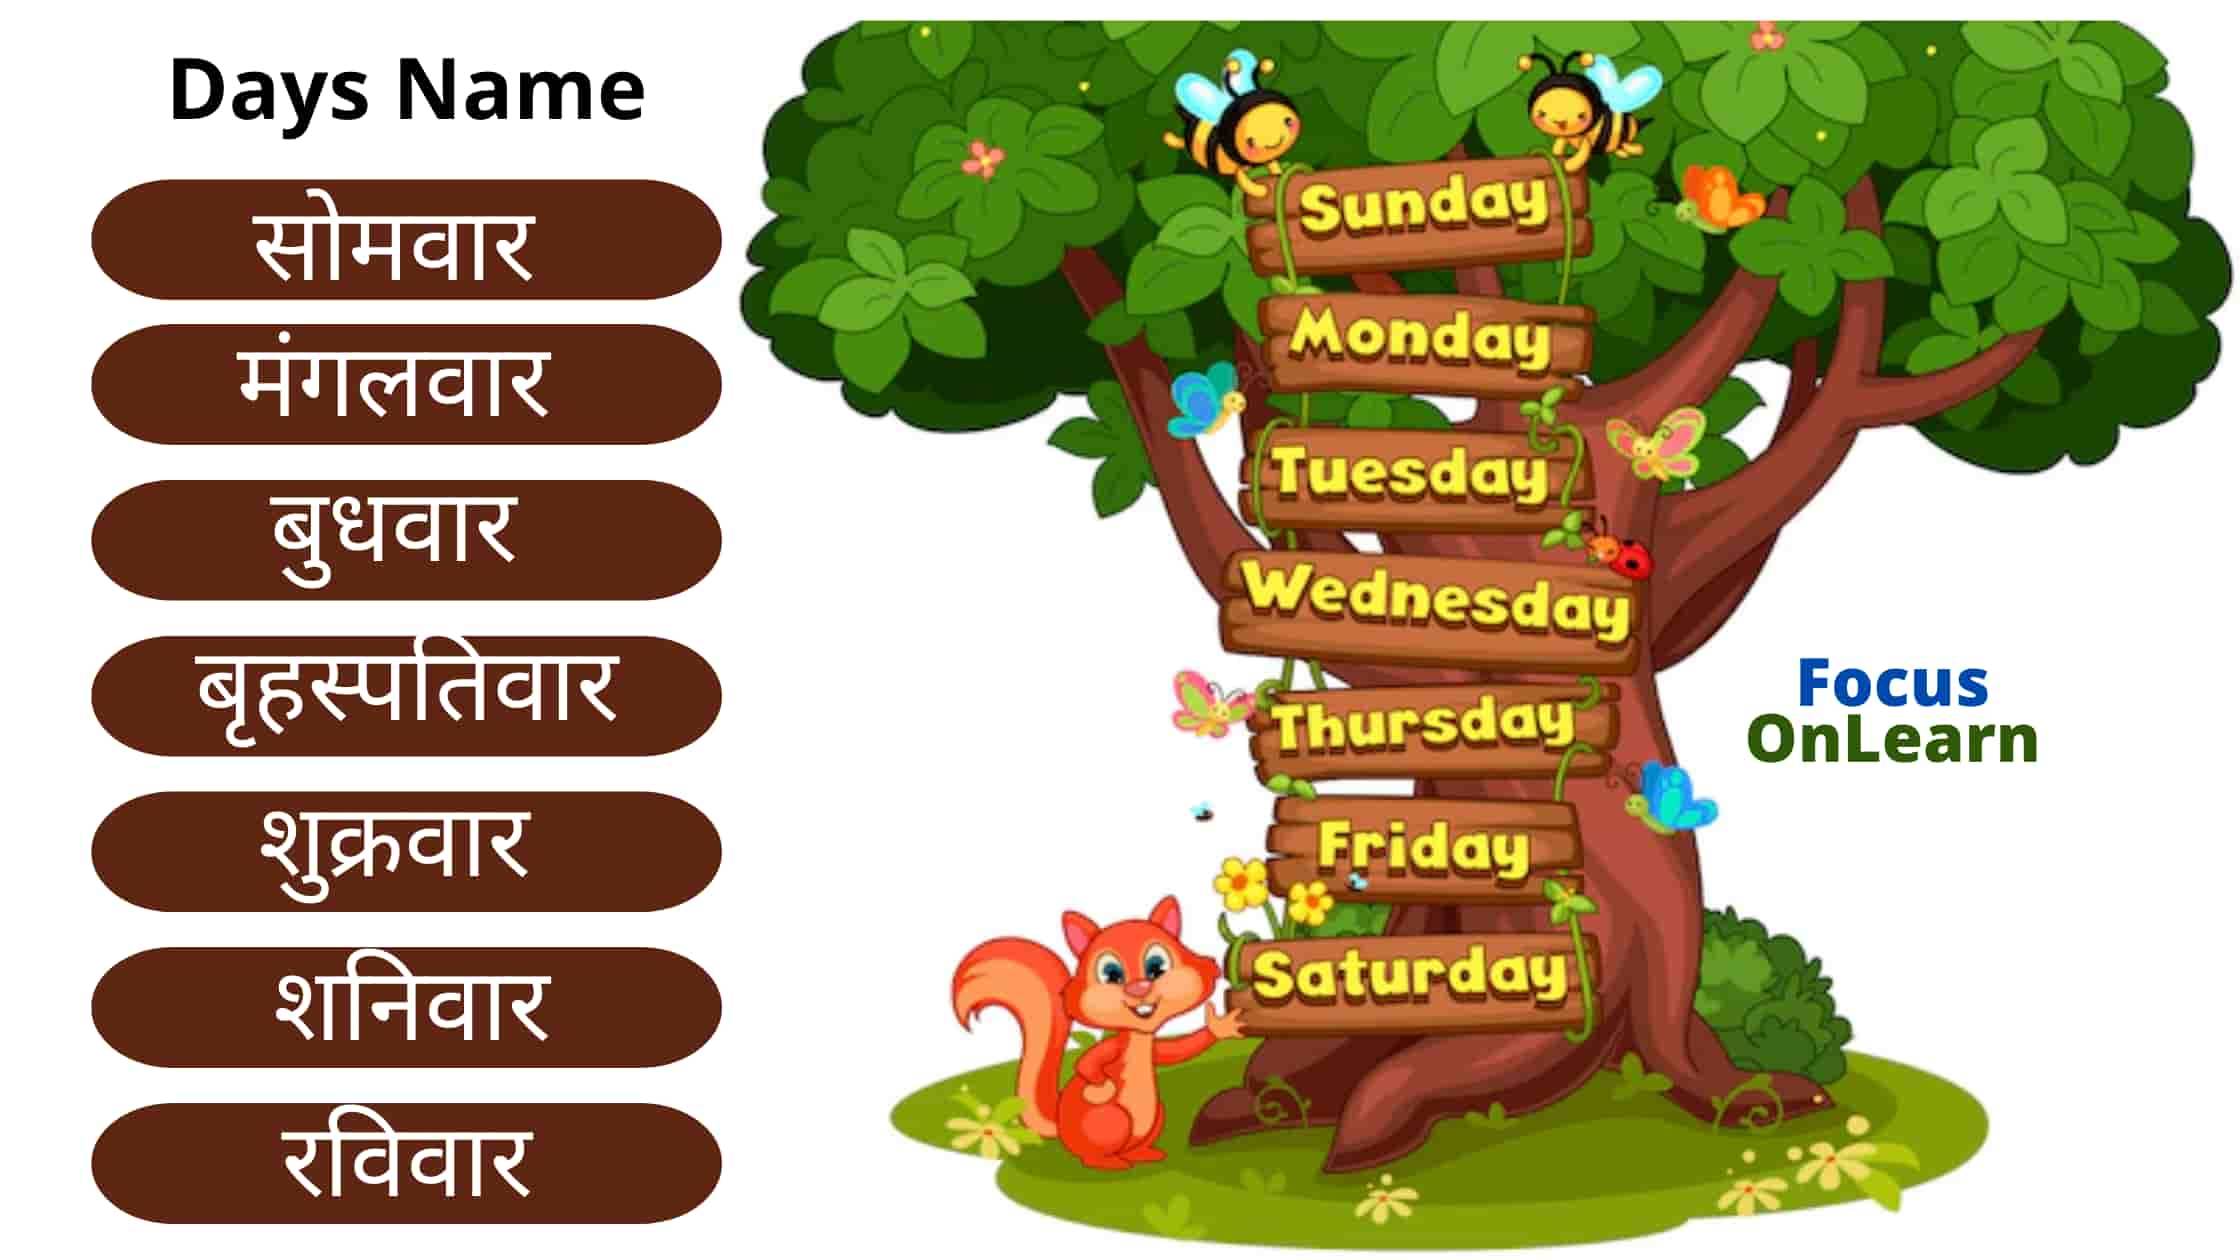 Days Name
सोमवार
मंगलवार
बुधवार
बृहस्पतिवार
शुक्रवार
शनिवार
रविवार
Sunday
Monday
Tuesday
Wednesday
Thursday
Friday
Saturday
Focus
OnLearn